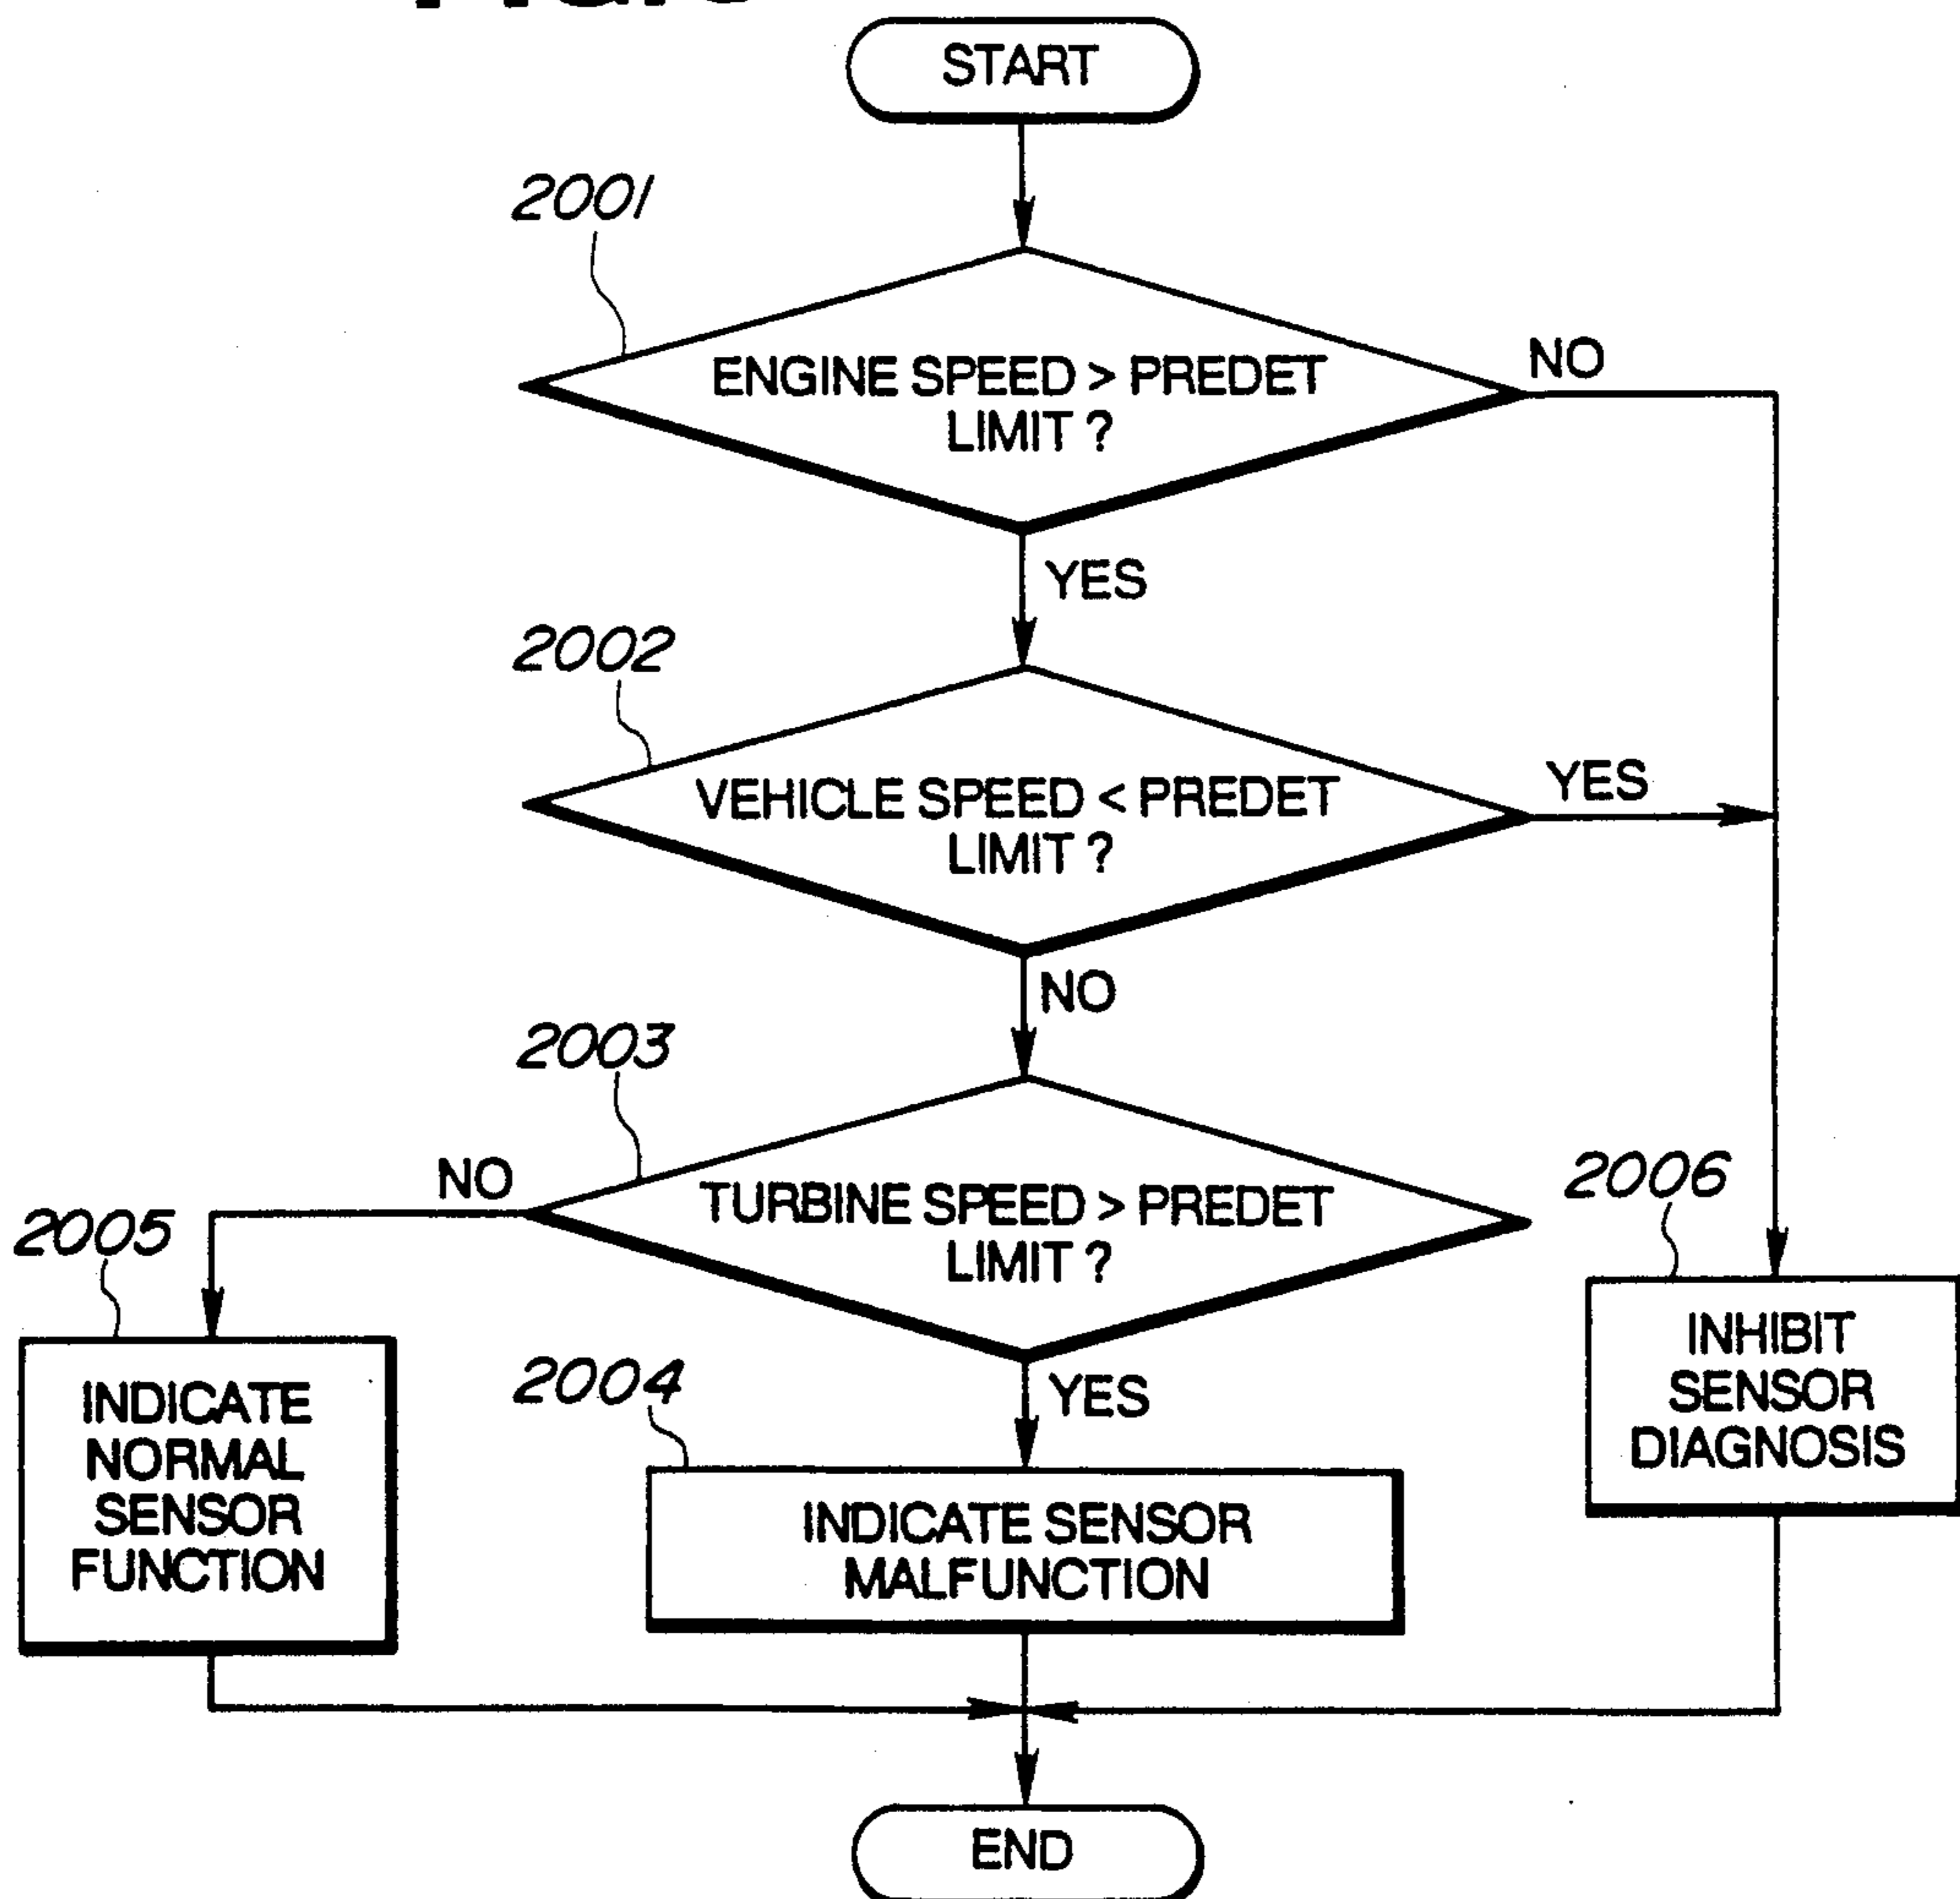 START
2001
ENGINE SPEED > PREDET
LIMIT ?
NO
YES
2002
VEHICLE SPEED < PREDET
LIMIT ?
YES
NO
2003
TURBINE SPEED > PREDET
LIMIT ?
NO
2005
2006
INDICATE
NORMAL
SENSOR
FUNCTION
YES
2004
INDICATE SENSOR
MALFUNCTION
INHIBIT
SENSOR
DIAGNOSIS
END